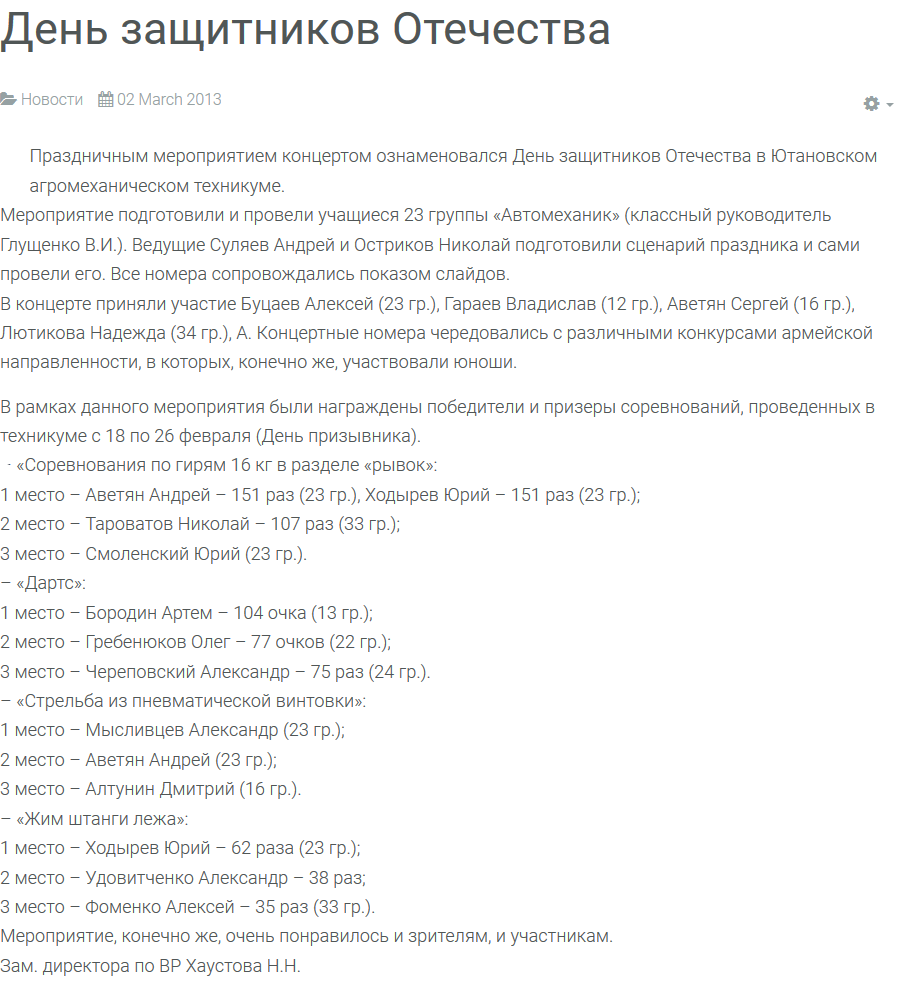 День защитников Отечества
Новости 02 March 2013
Праздничным мероприятием концертом ознаменовался День защитников Отечества в Ютановском
агромеханическом техникуме.
Мероприятие подготовили и провели учащиеся 23 группы «Автомеханик» (классный руководитель
Глущенко В.И.). Ведущие Суляев Андрей и Остриков Николай подготовили сценарий праздника и сами
провели его. Все номера сопровождались показом слайдов.
В концерте приняли участие Буцаев Алексей (23 гр.), Гараев Владислав (12 гр.), Аветян Сергей (16 гр.),
Лютикова Надежда (34 гр.), А. Концертные номера чередовались с различными конкурсами армейской
направленности, в которых, конечно же, участвовали юноши.
В рамках данного мероприятия были награждены победители и призеры соревнований, проведенных в
техникуме с 18 по 26 февраля (День призывника).
· «Соревнования по гирям 16 кг в разделе «рывок»:
1 место – Аветян Андрей – 151 раз (23 гр.), Ходырев Юрий – 151 раз (23 гр.);
2 место – Тароватов Николай – 107 раз (33 гр.);
3 место – Смоленский Юрий (23 гр.).
– «Дартс»:
1 место – Бородин Артем – 104 очка (13 гр.);
2 место – Гребенюков Олег – 77 очков (22 гр.);
3 место – Череповский Александр – 75 раз (24 гр.).
– «Стрельба из пневматической винтовки»:
1 место – Мысливцев Александр (23 гр.);
2 место – Аветян Андрей (23 гр.);
3 место – Алтунин Дмитрий (16 гр.).
– «Жим штанги лежа»:
1 место – Ходырев Юрий – 62 раза (23 гр.);
2 место – Удовитченко Александр – 38 раз;
3 место – Фоменко Алексей – 35 раз (33 гр.).
Мероприятие, конечно же, очень понравилось и зрителям, и участникам.
Зам. директора по ВР Хаустова Н.Н.